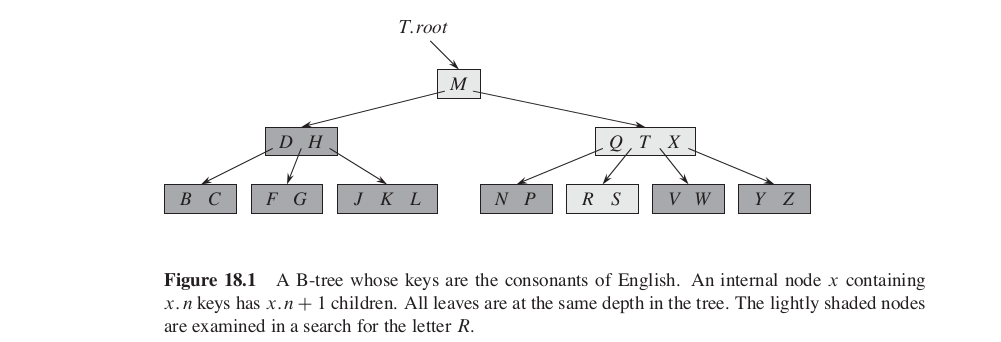 T.root
M
D H
Q T X
B C
F G
J K L
N P
R S
V W
Y Z
Figure 18.1 A B-tree whose keys are the consonants of English. An internal node x containing
x.n keys has x.n + 1 children. All leaves are at the same depth in the tree. The lightly shaded nodes
are examined in a search for the letter R.